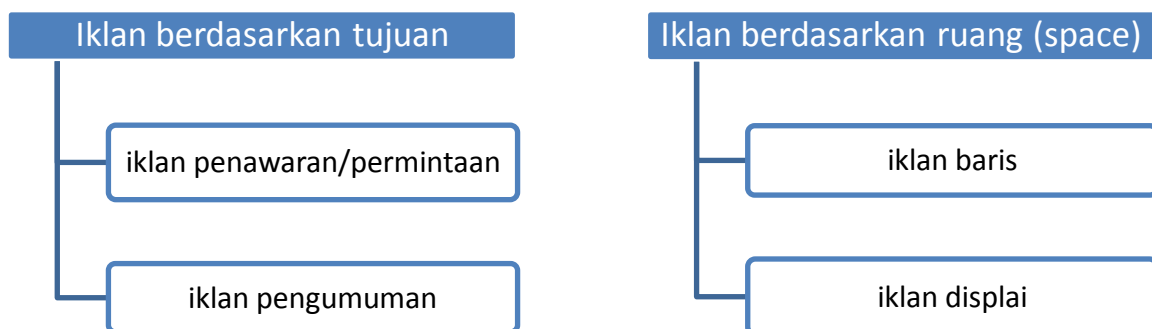 Iklan berdasarkan tujuan
iklan penawaran/permintaan
iklan pengumuman
Iklan berdasarkan ruang (space)
iklan baris
iklan displai